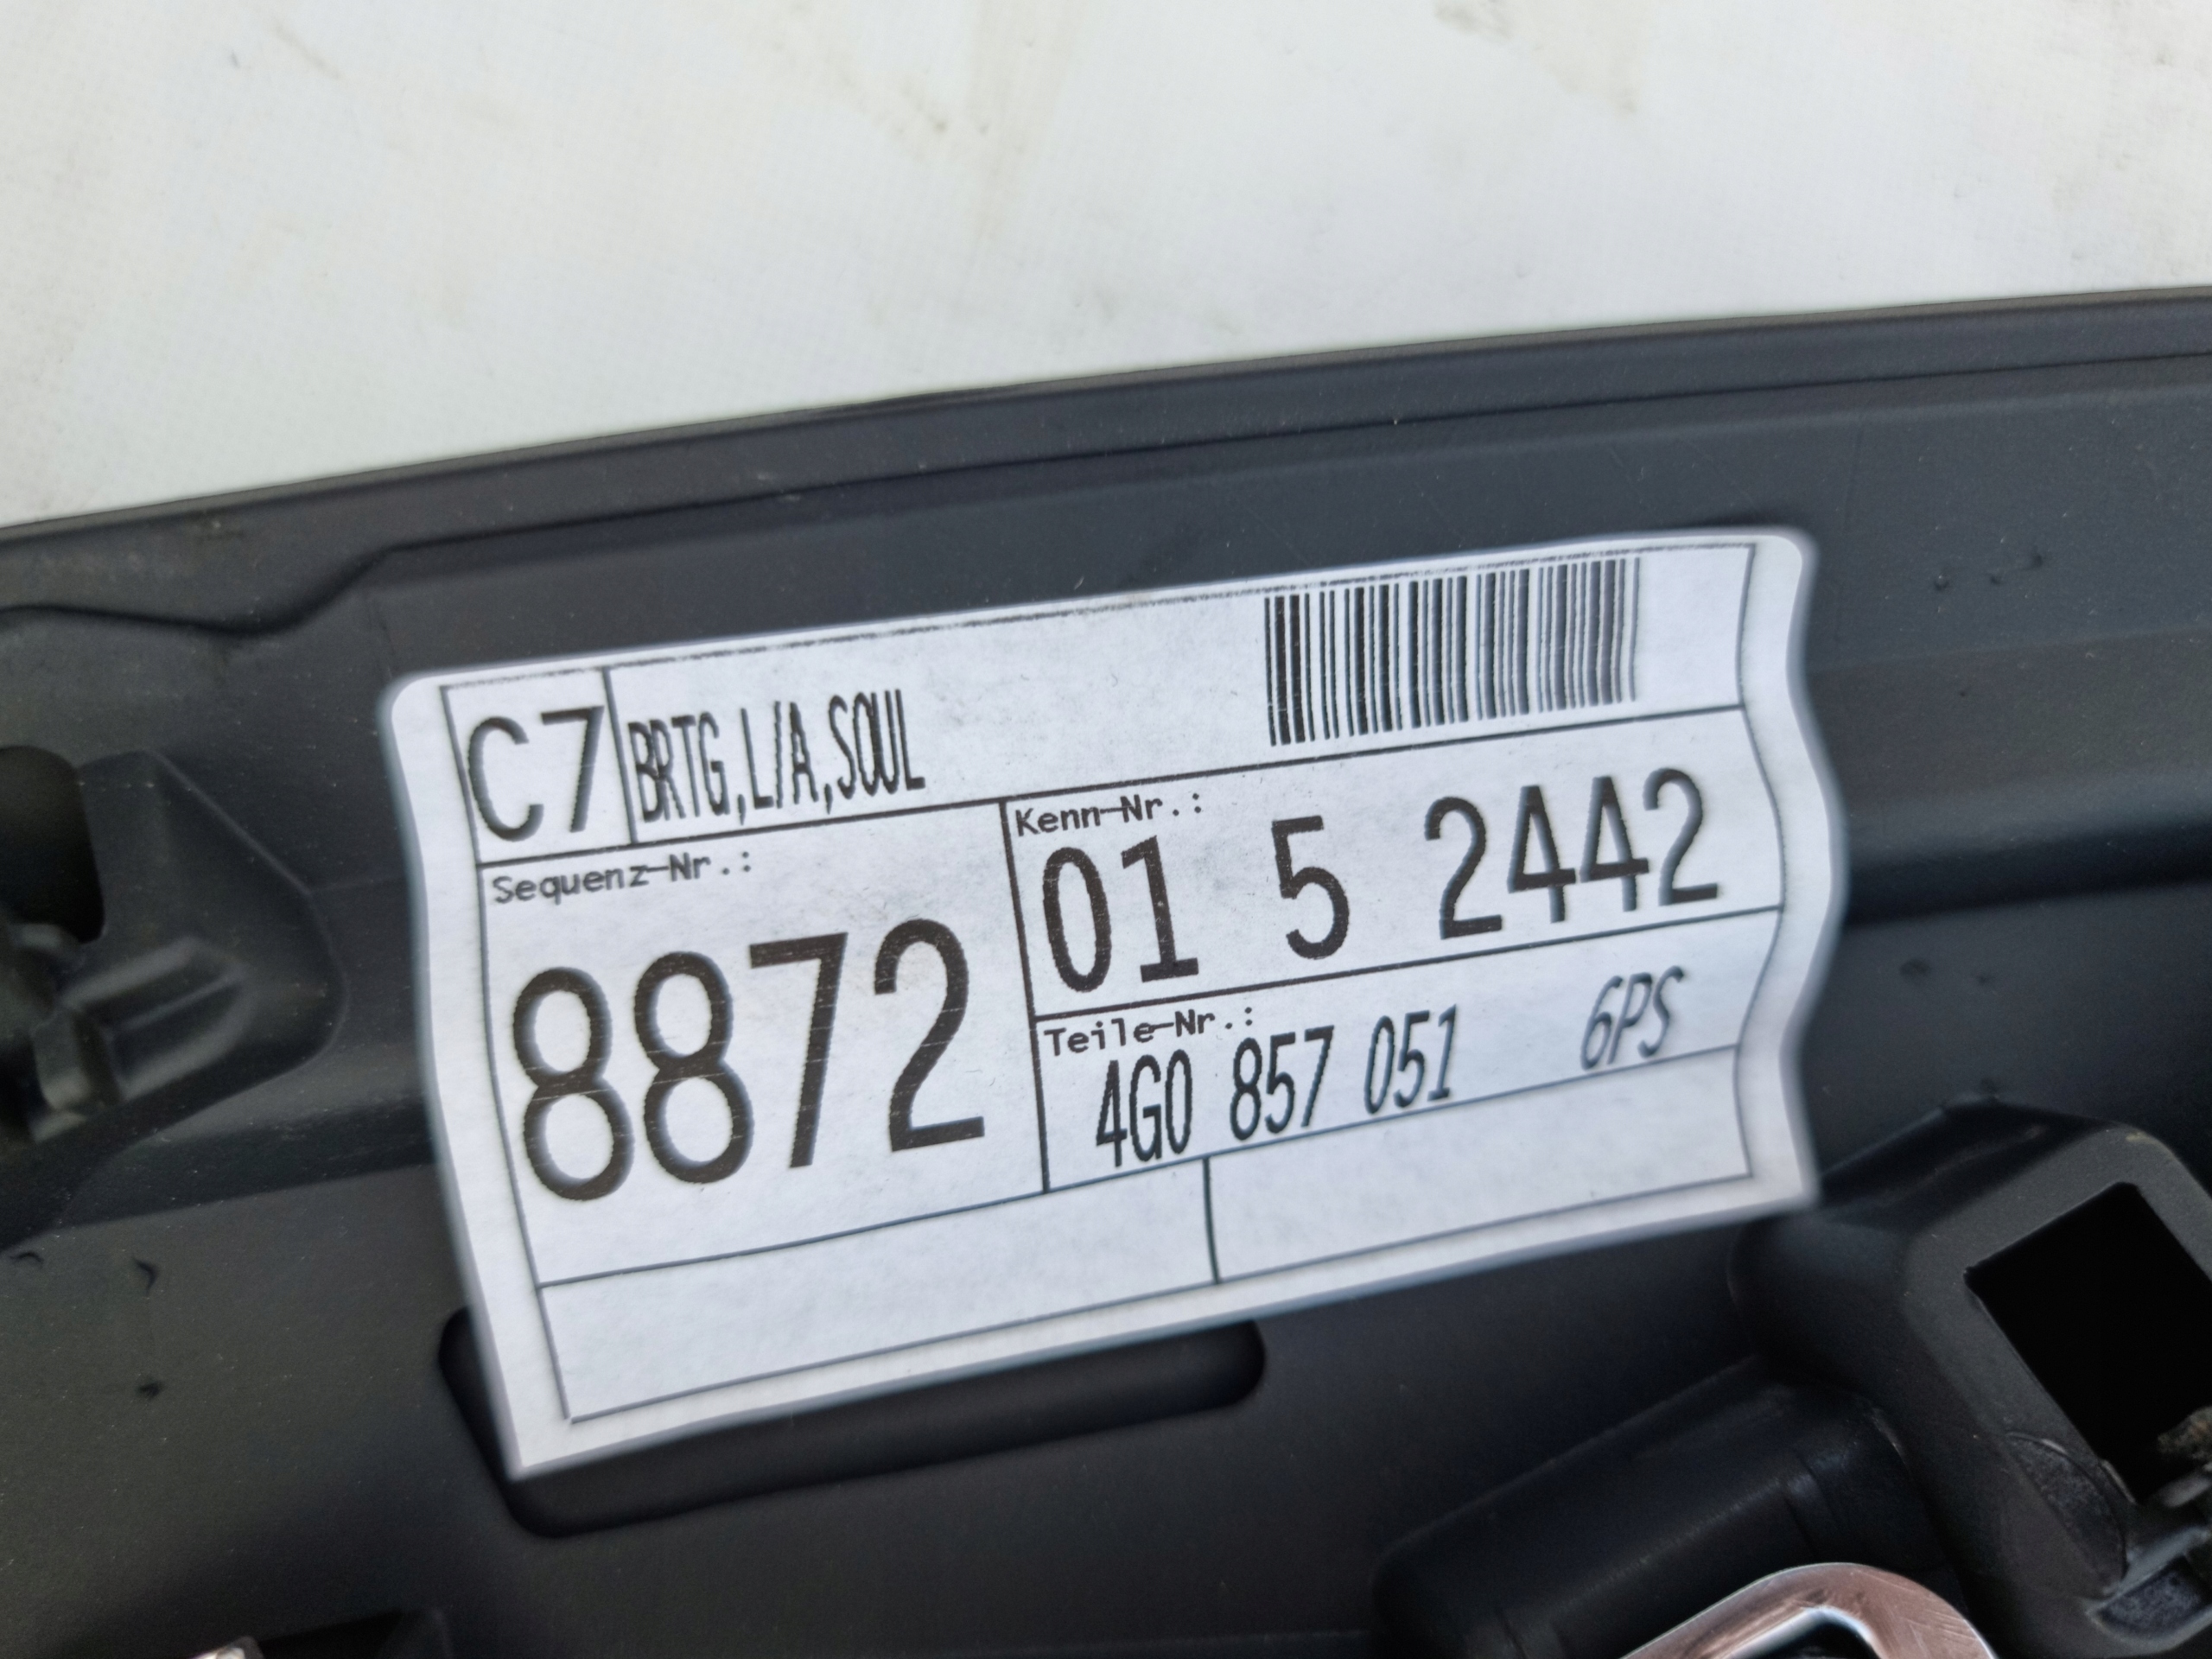 C7 BRTG,L/A,SOUL
Sequenz-Nr.:
8872
Kenn-Nr.:
01 5 2442
Teile-Nr.:
4G0 857 051 6PS